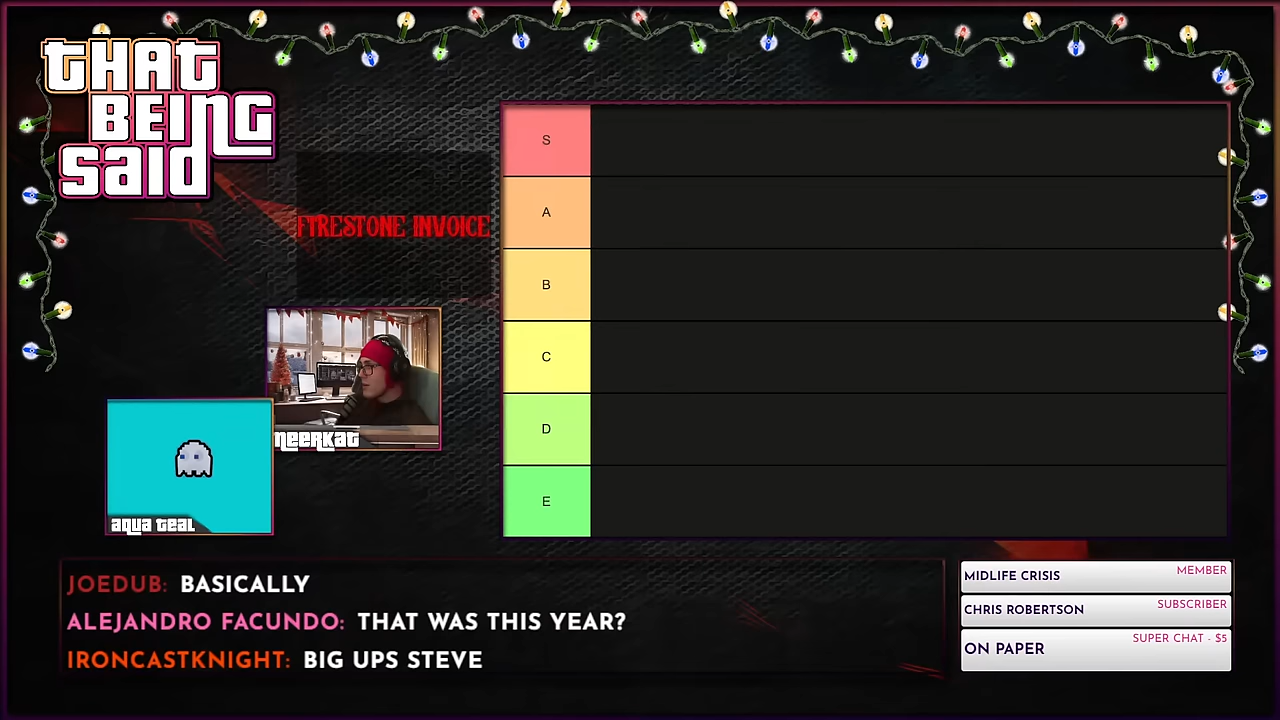 THAT
BEING
SAID
FIRESTONE INVOICE
S
A
B
C
D
E
NEERKAT
AQUA TEAL
JOEDUB: BASICALLY
ALEJANDRO FACUNDO: THAT WAS THIS YEAR?
IRONCASTKNIGHT: BIG UPS STEVE
MIDLIFE CRISIS MEMBER
CHRIS ROBERTSON SUBSCRIBER
ON PAPER SUPER CHAT - $5